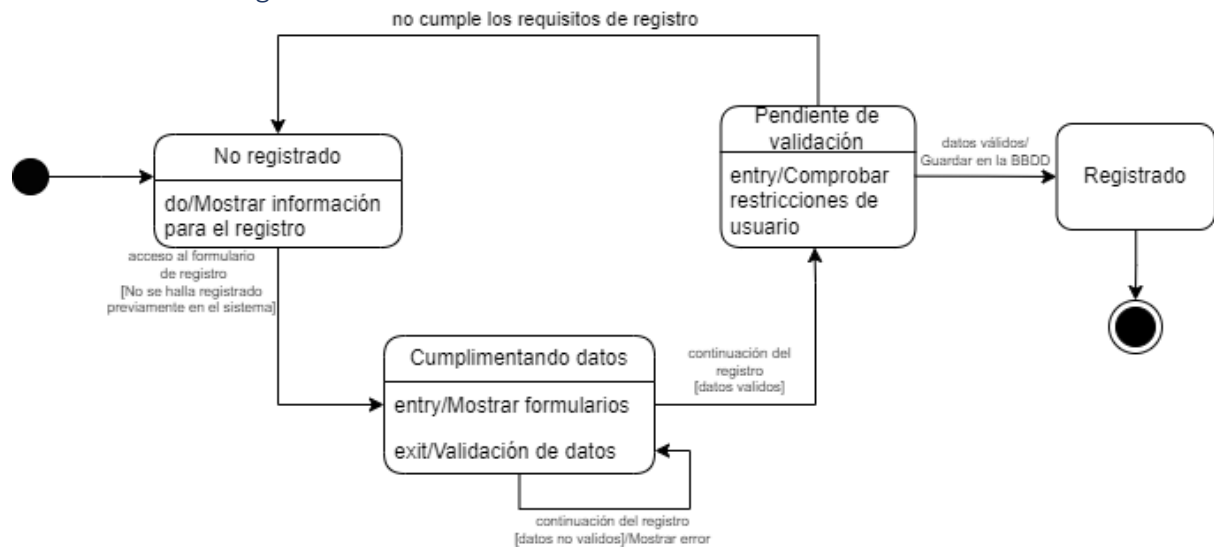 no cumple los requisitos de registro
Pendiente de
validación
entry/Comprobar
restricciones de
usuario
datos válidos/
Guardar en la BBDD
Registrado
No registrado
do/Mostrar información
para el registro
acceso al formulario
de registro
[No se halla registrado
previamente en el sistema]
Cumplimentando datos
entry/Mostrar formularios
exit/Validación de datos
continuación del
registro
[datos validos]
continuación del registro
[datos no validos]/Mostrar error